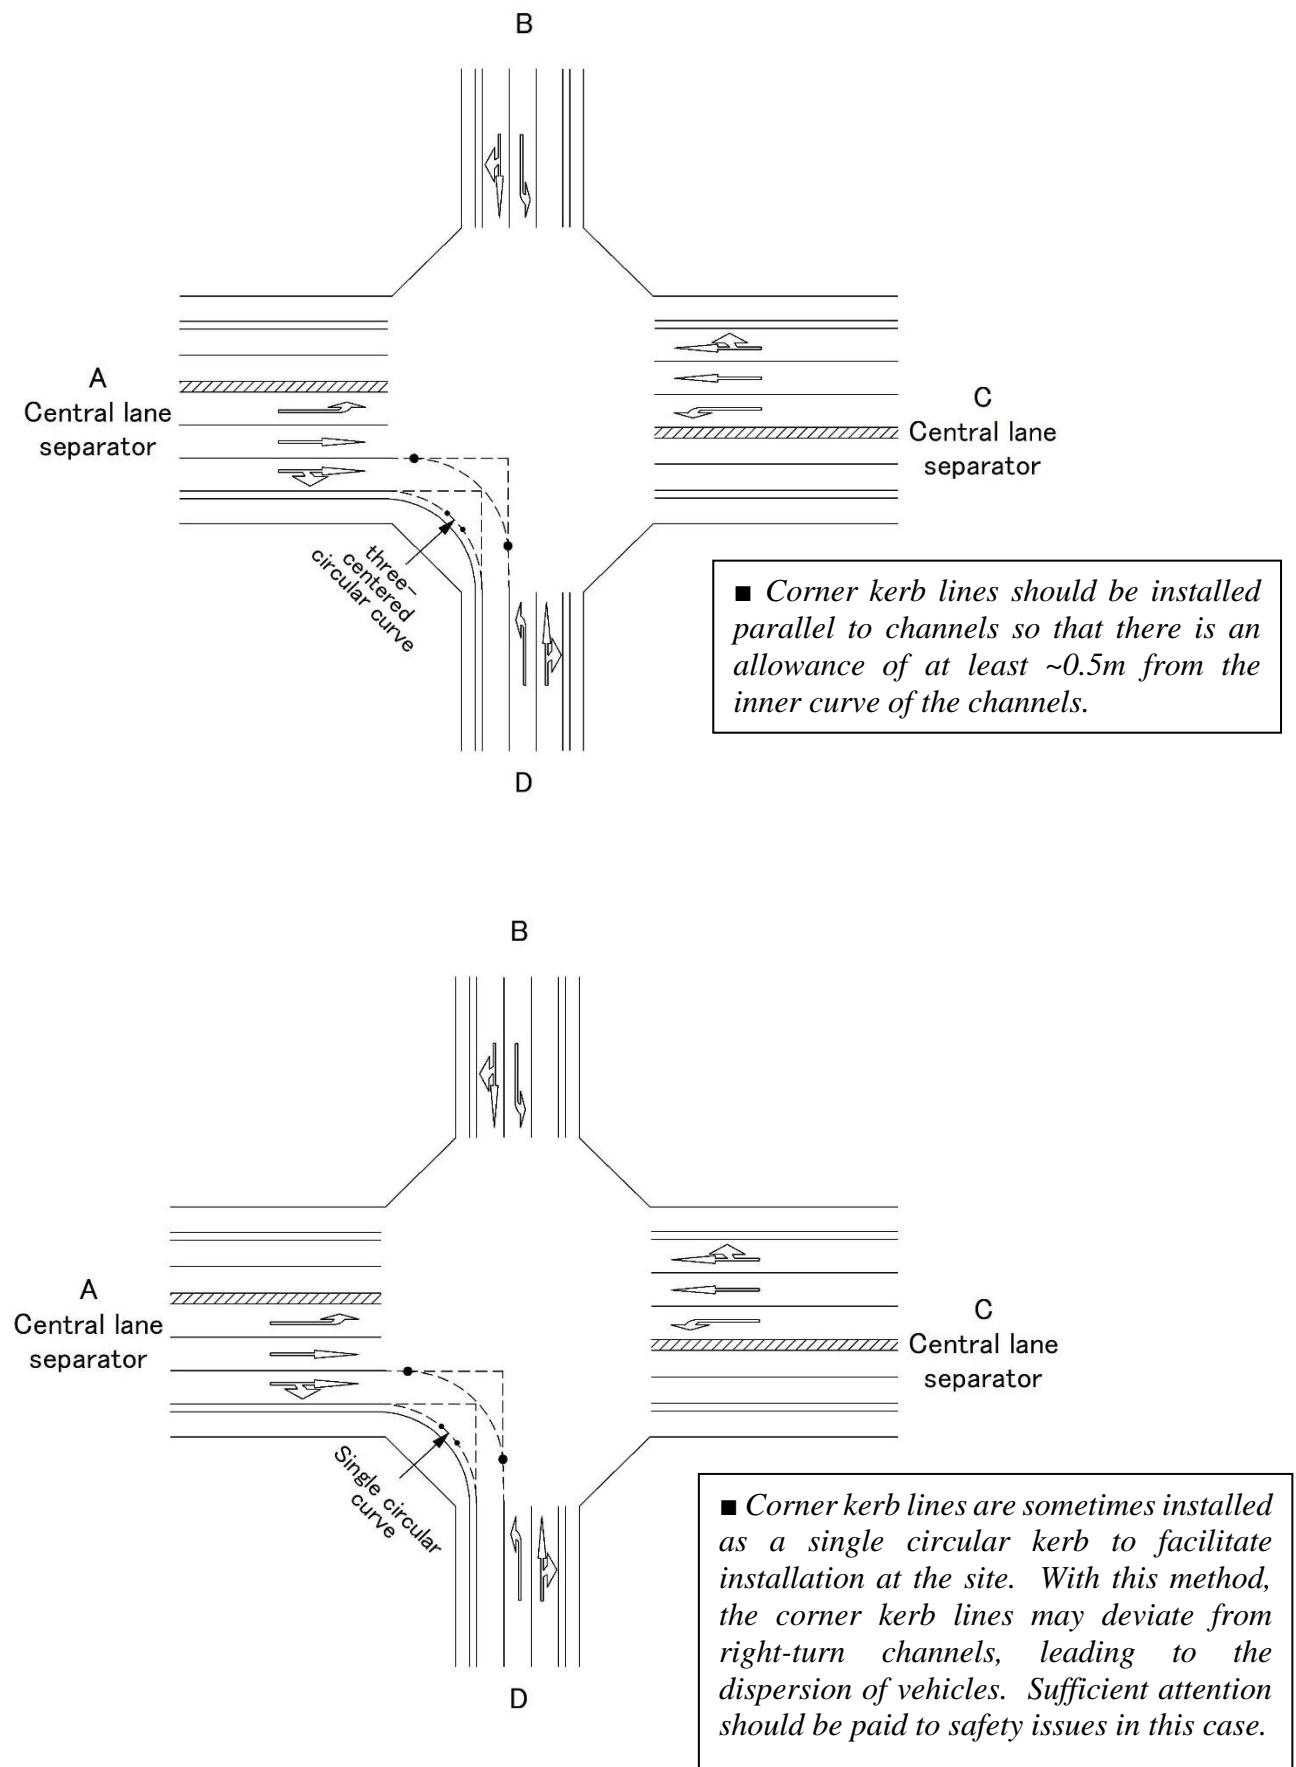 B
A
Central lane
separator
C
Central lane
separator
three-
centered
circular curve
■ Corner kerb lines should be installed
parallel to channels so that there is an
allowance of at least ~0.5m from the
inner curve of the channels.
D
B
A
Central lane
separator
C
Central lane
separator
Single circular
curve
■ Corner kerb lines are sometimes installed
as a single circular kerb to facilitate
installation at the site. With this method,
the corner kerb lines may deviate from
right-turn channels, leading to the
dispersion of vehicles. Sufficient attention
should be paid to safety issues in this case.
D